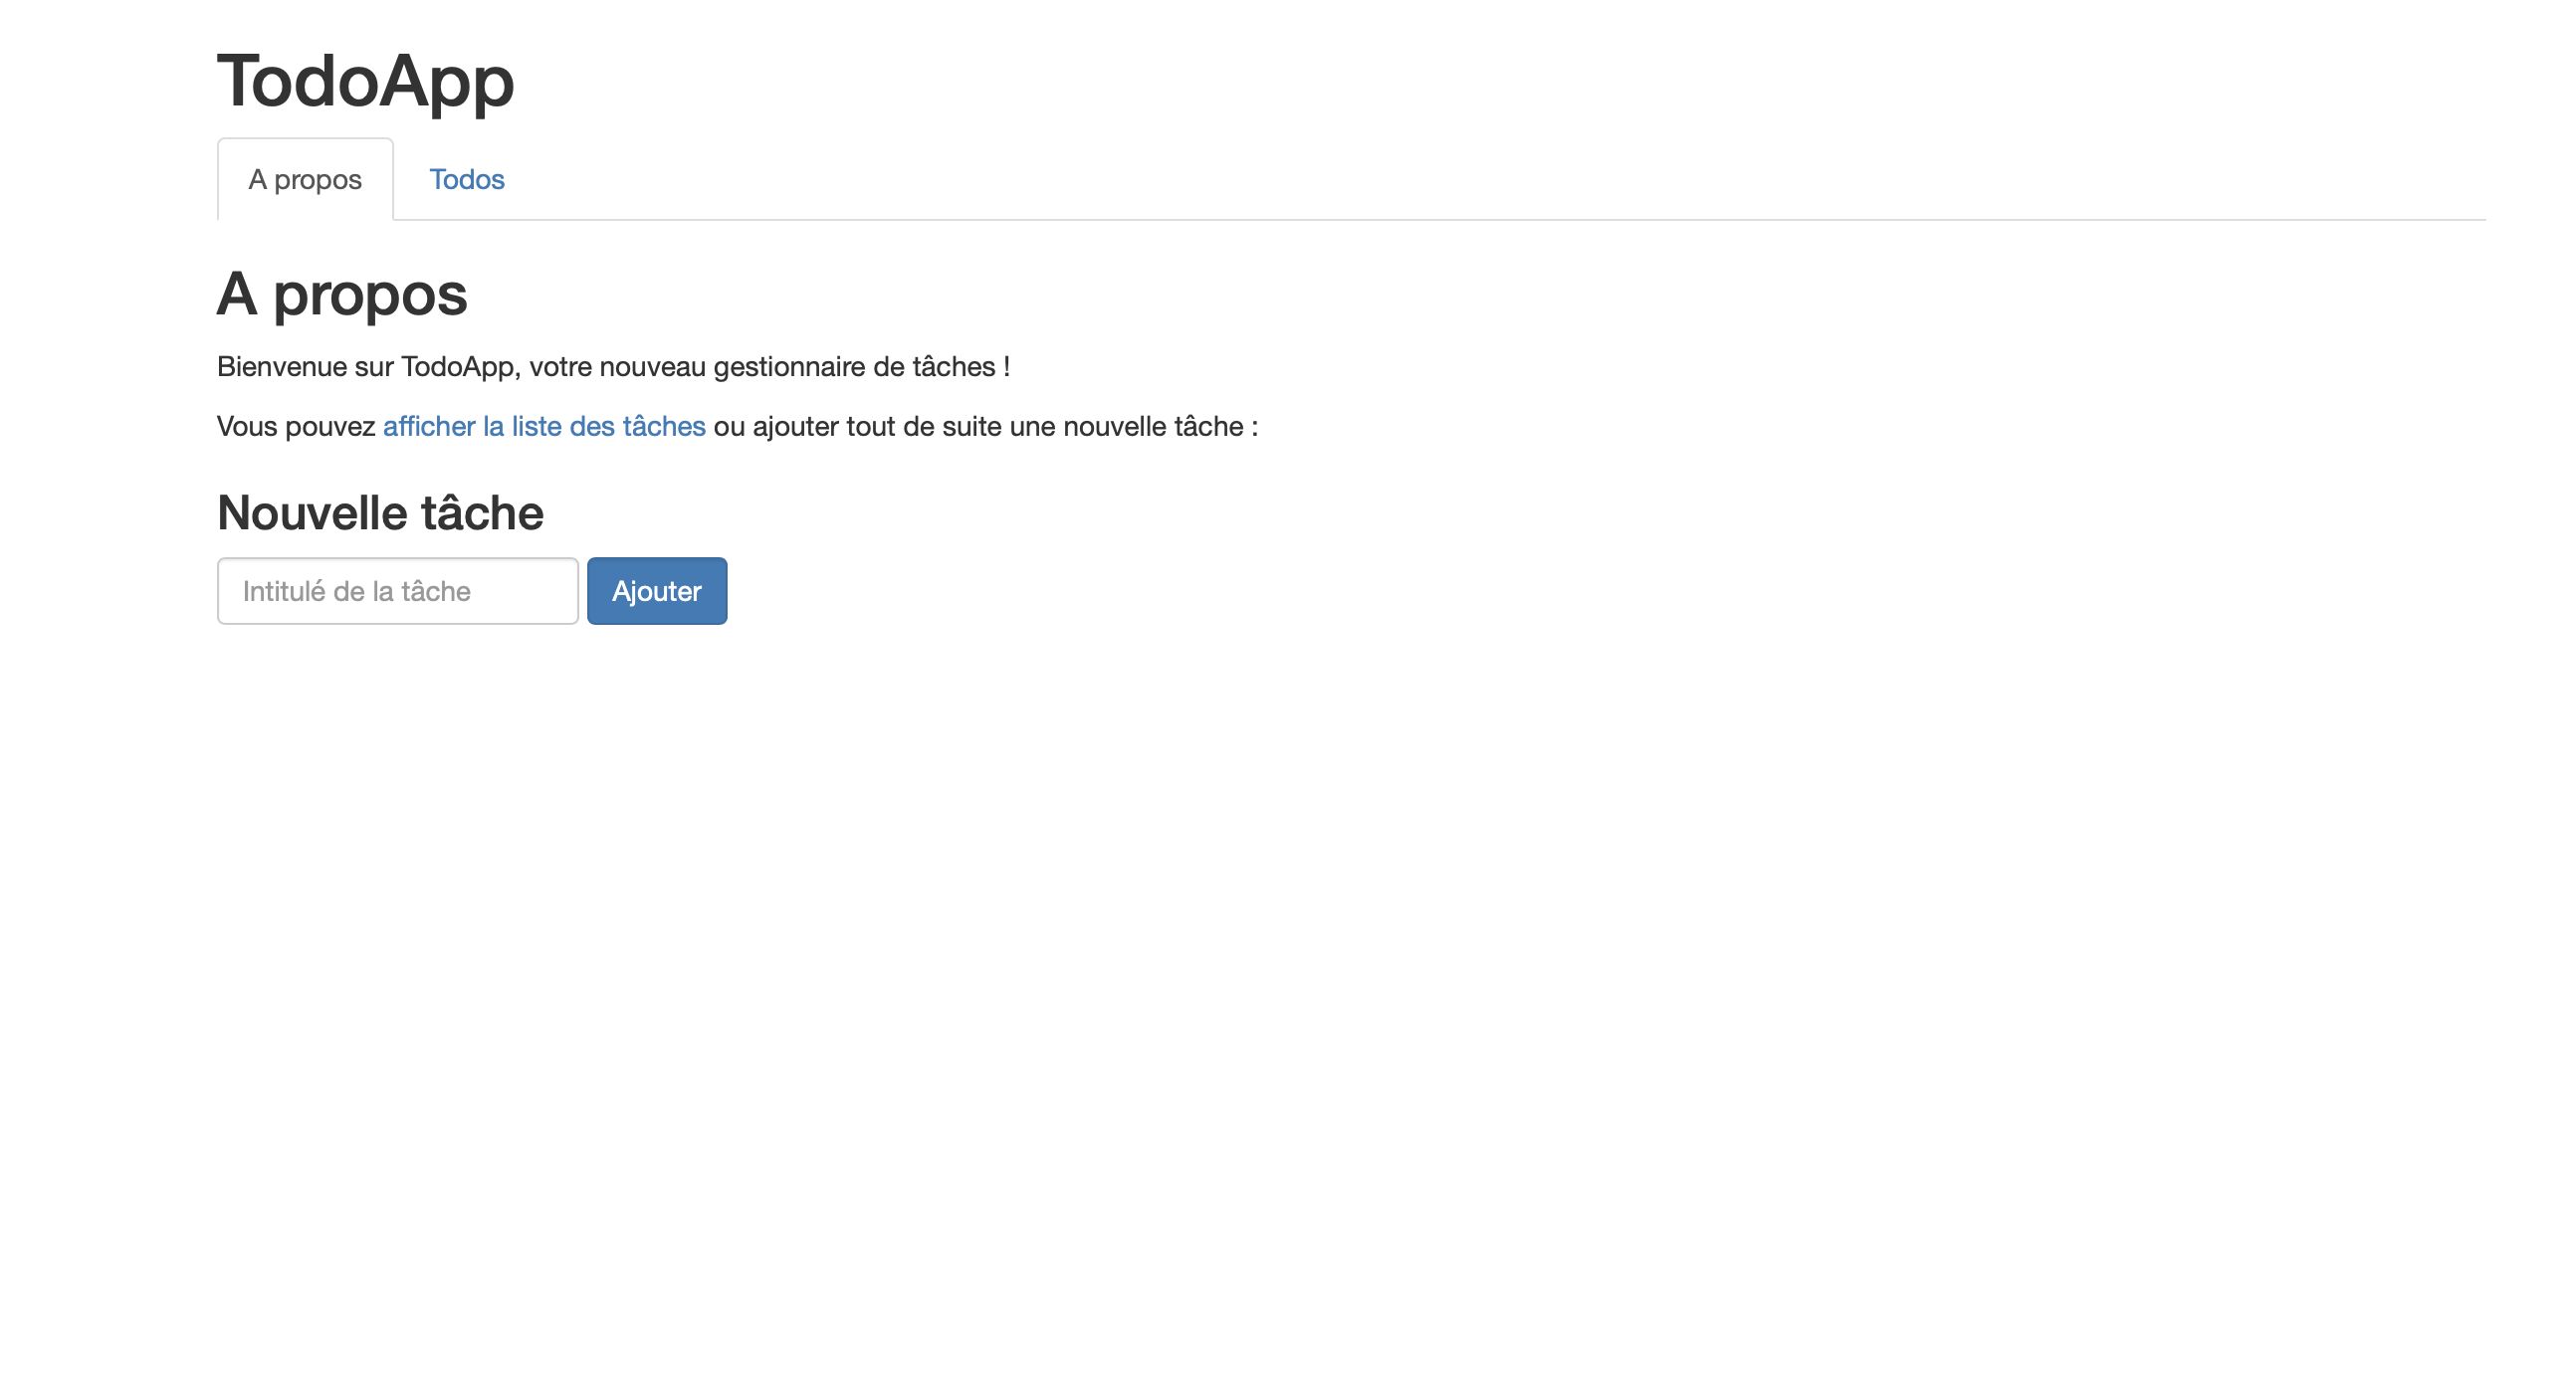 TodoApp
A propos
Todos
A propos
Bienvenue sur TodoApp, votre nouveau gestionnaire de tâches !
Vous pouvez afficher la liste des tâches ou ajouter tout de suite une nouvelle tâche :
Nouvelle tâche
Intitulé de la tâche
Ajouter